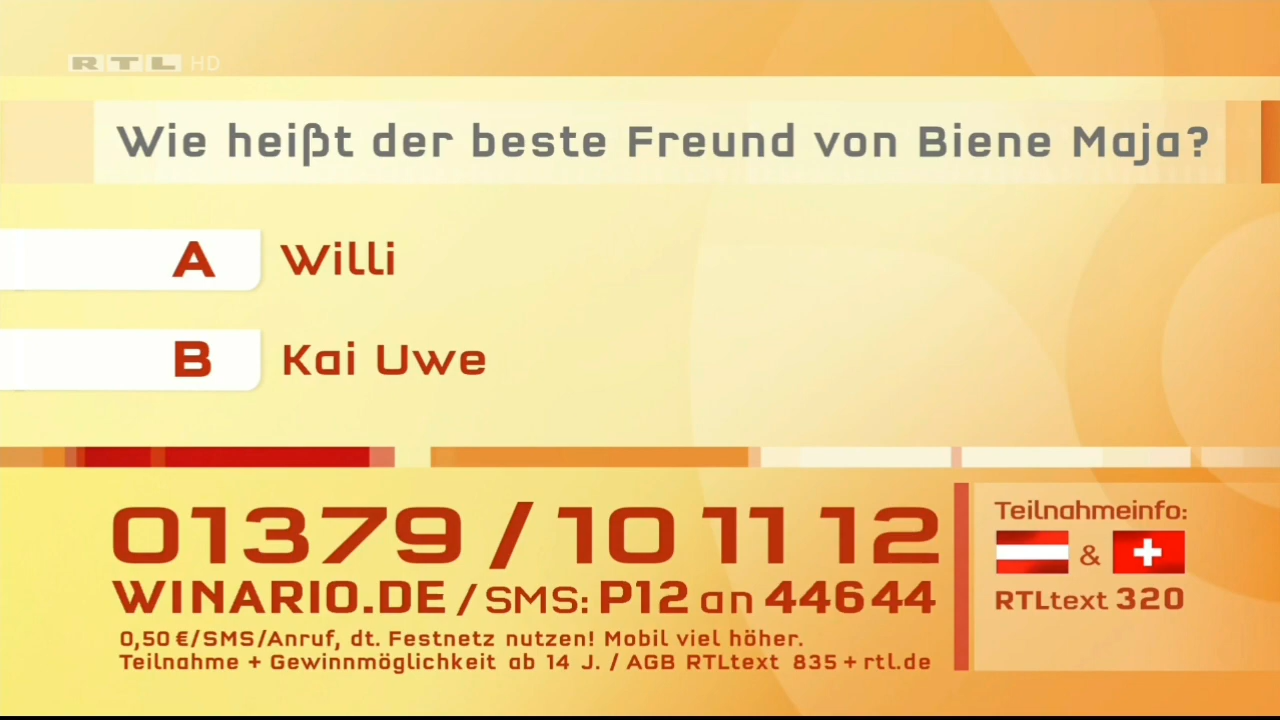 RTL HD
Wie heißt der beste Freund von Biene Maja?
A Willi
B Kai Uwe
01379 / 10 11 12
WINARIO.DE / SMS: P12 an 44644
0,50 €/SMS/Anruf, dt. Festnetz nutzen! Mobil viel höher.
Teilnahme + Gewinnmöglichkeit ab 14 J. / AGB RTLtext 835 + rtl.de
Teilnahmeinfo:
&
RTLtext 320